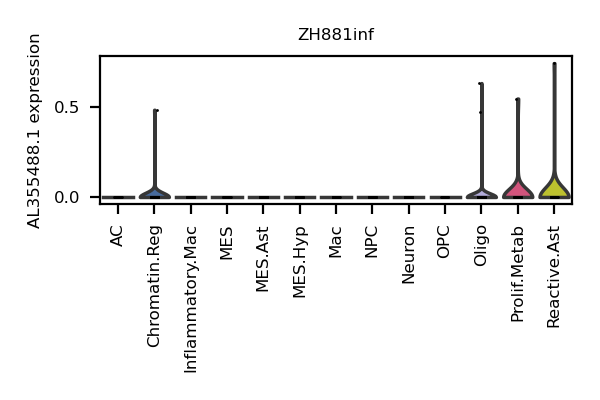 ZH881inf
AL355488.1 expression
0.5
0.0
AC
Chromatin.Reg
Inflammatory.Mac
MES
MES.Ast
MES.Hyp
Mac
NPC
Neuron
OPC
Oligo
Prolif.Metab
Reactive.Ast